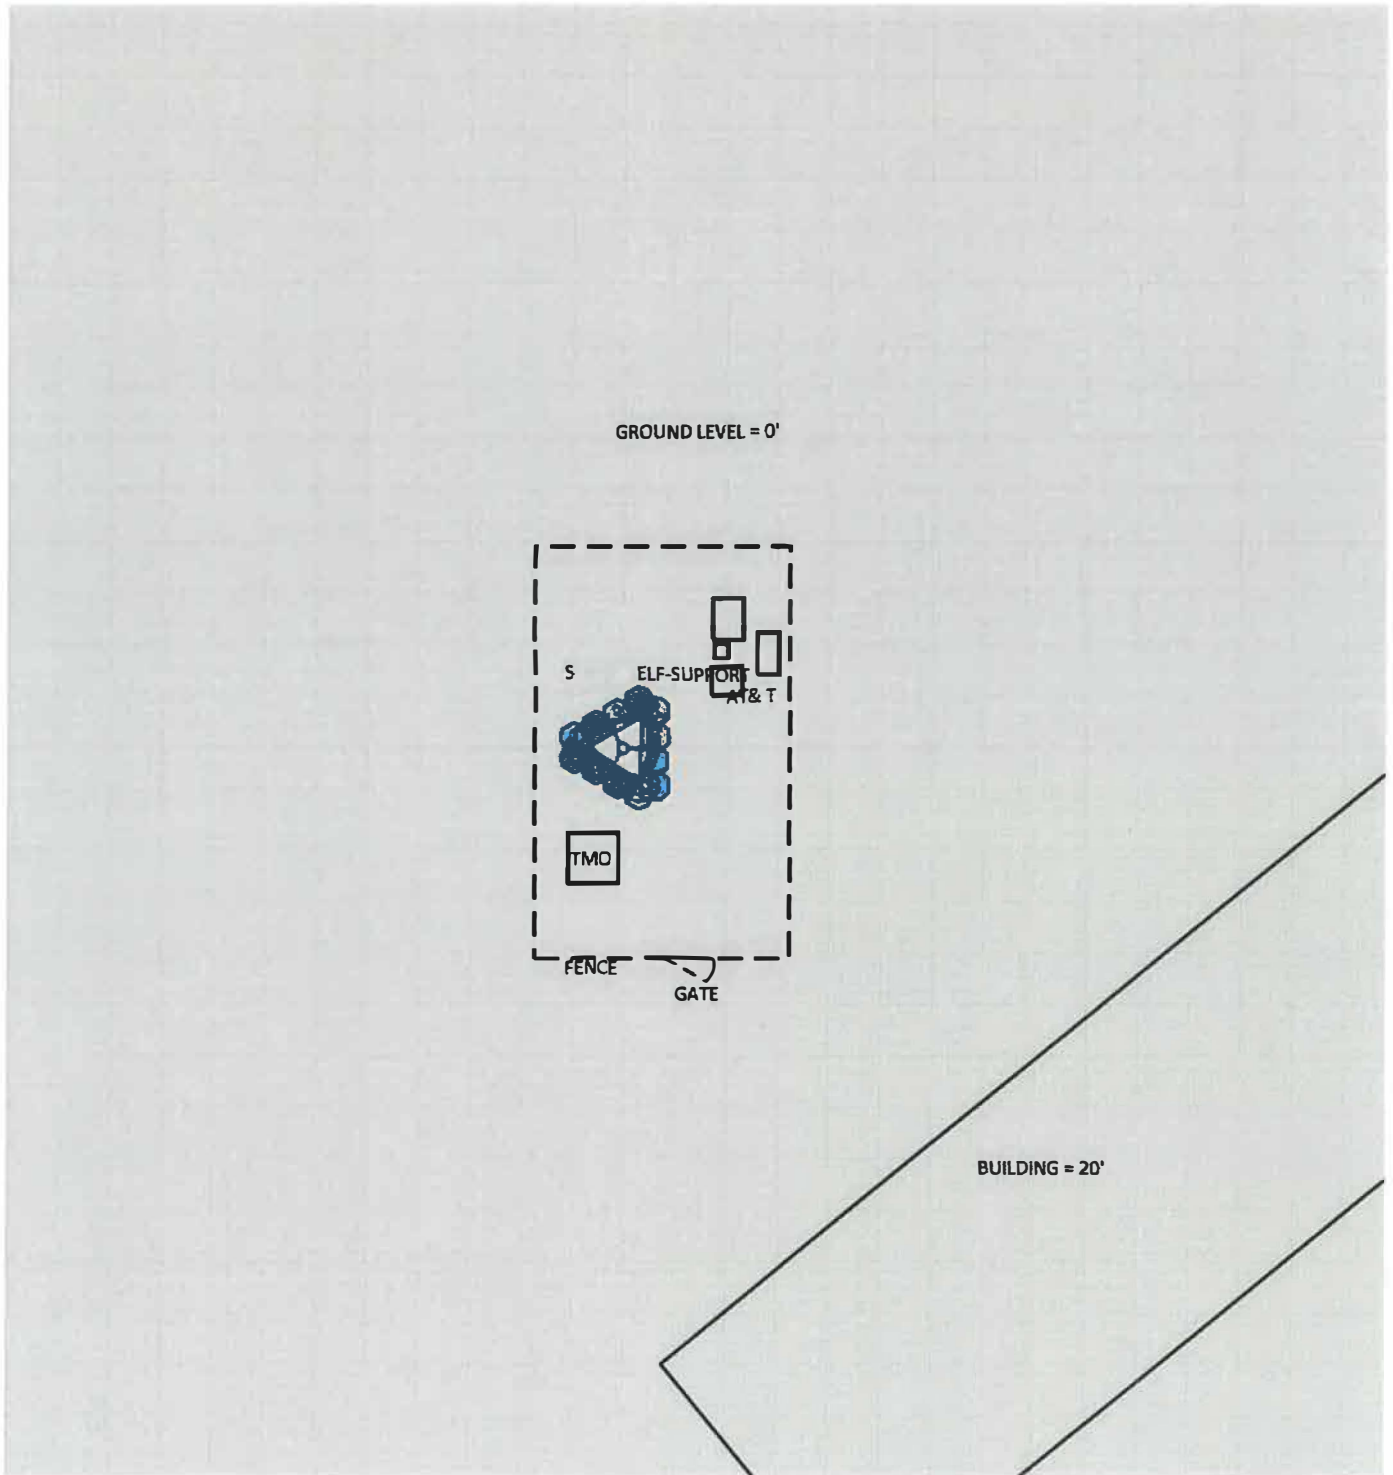 GROUND LEVEL = 0'
S ELF-SUPPORT
AT& T
TMO
FENCE
GATE
BUILDING = 20'